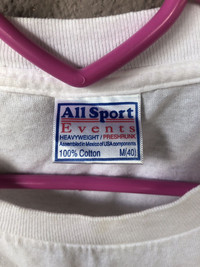 All Sport
Events
HEAVYWEIGHT / PRESHRUNK
Assembled in Mexico of USA components
100% Cotton M(40)